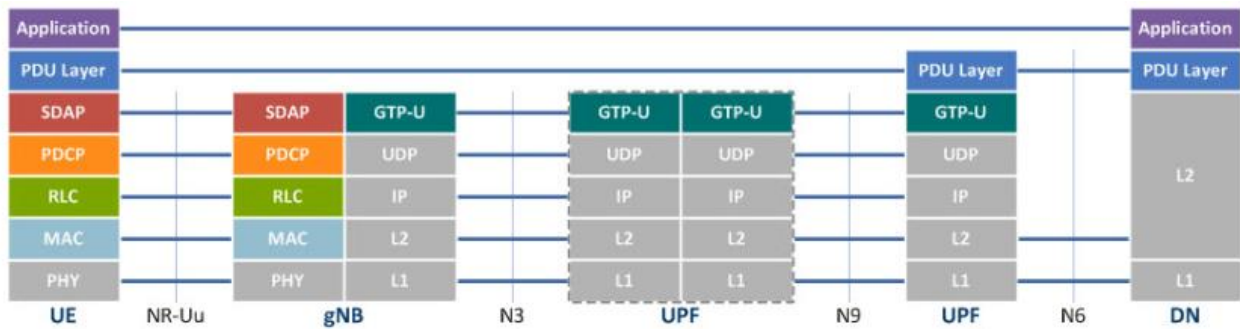 Application Application
PDU Layer PDU Layer PDU Layer
SDAP SDAP GTP-U GTP-U GTP-U GTP-U
PDCP PDCP UDP UDP UDP UDP
RLC RLC IP IP IP IP L2
MAC MAC L2 L2 L2 L2
PHY PHY L1 L1 L1 L1 L1
UE NR-Uu gNB N3 UPF N9 UPF N6 DN